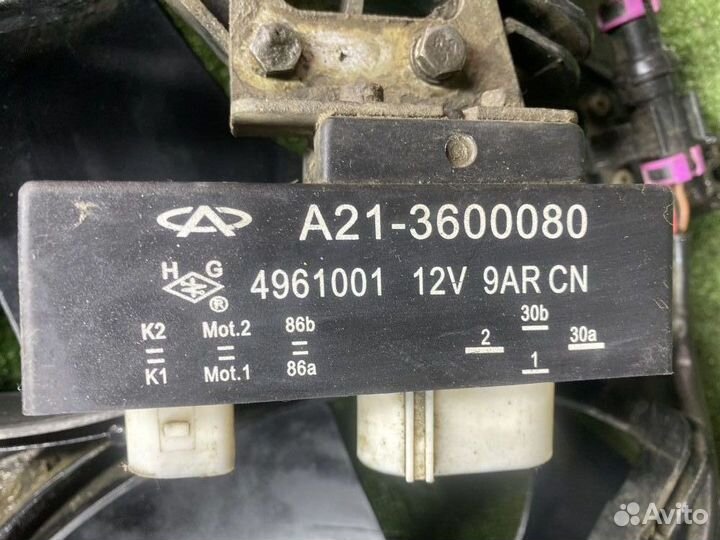 A21-3600080
H G
4961001 12V 9AR CN
®
K2 Mot.2 86b
K1 Mot.1 86a
30b
2 30a
1
Avito